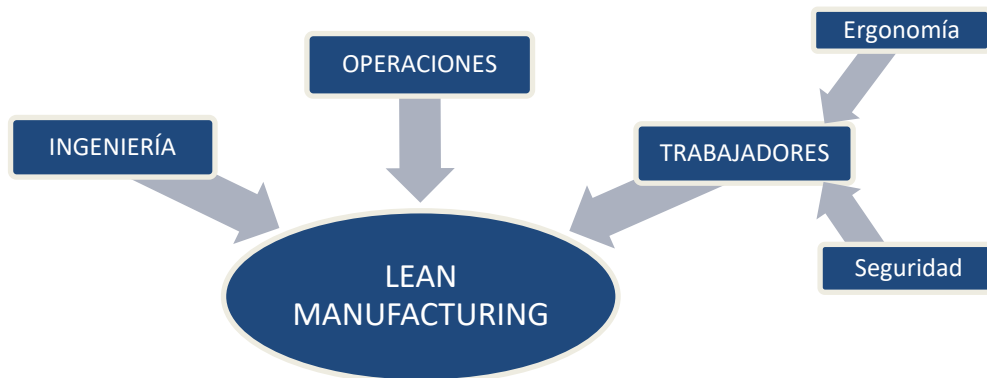 Ergonomía
OPERACIONES
INGENIERÍA
TRABAJADORES
Seguridad
LEAN
MANUFACTURING